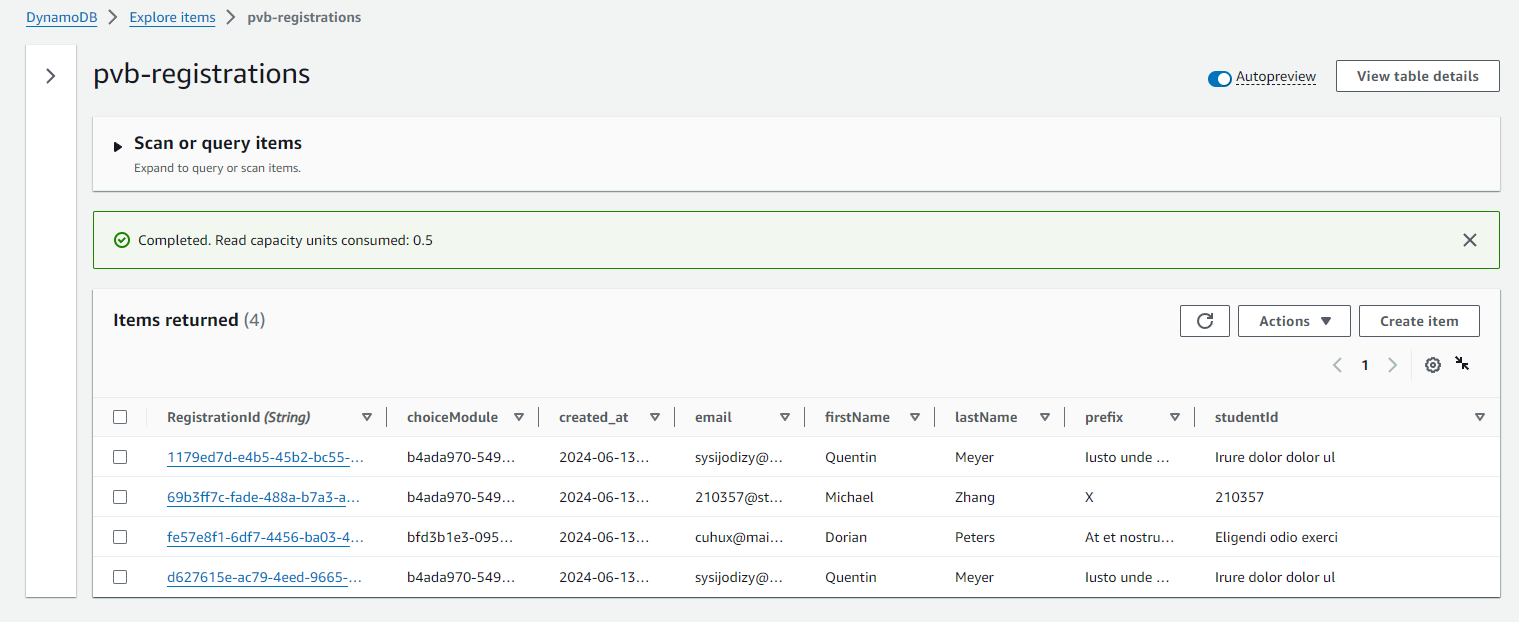 DynamoDB > Explore items > pvb-registrations
pvb-registrations
Autopreview
View table details
Scan or query items
Expand to query or scan items.
Completed. Read capacity units consumed: 0.5
Items returned (4)
Actions
Create item
1
RegistrationId (String) choiceModule created_at email firstName lastName prefix studentId
1179ed7d-e4b5-45b2-bc55-... b4ada970-549... 2024-06-13... sysijodizy@... Quentin Meyer Iusto unde ... Irure dolor dolor ul
69b3ff7c-fade-488a-b7a3-a... b4ada970-549... 2024-06-13... 210357@st... Michael Zhang X 210357
fe57e8f1-6df7-4456-ba03-4... bfd3b1e3-095... 2024-06-13... cuhux@mai... Dorian Peters At et nostru... Eligendi odio exerci
d627615e-ac79-4eed-9665-... b4ada970-549... 2024-06-13... sysijodizy@... Quentin Meyer Iusto unde ... Irure dolor dolor ul